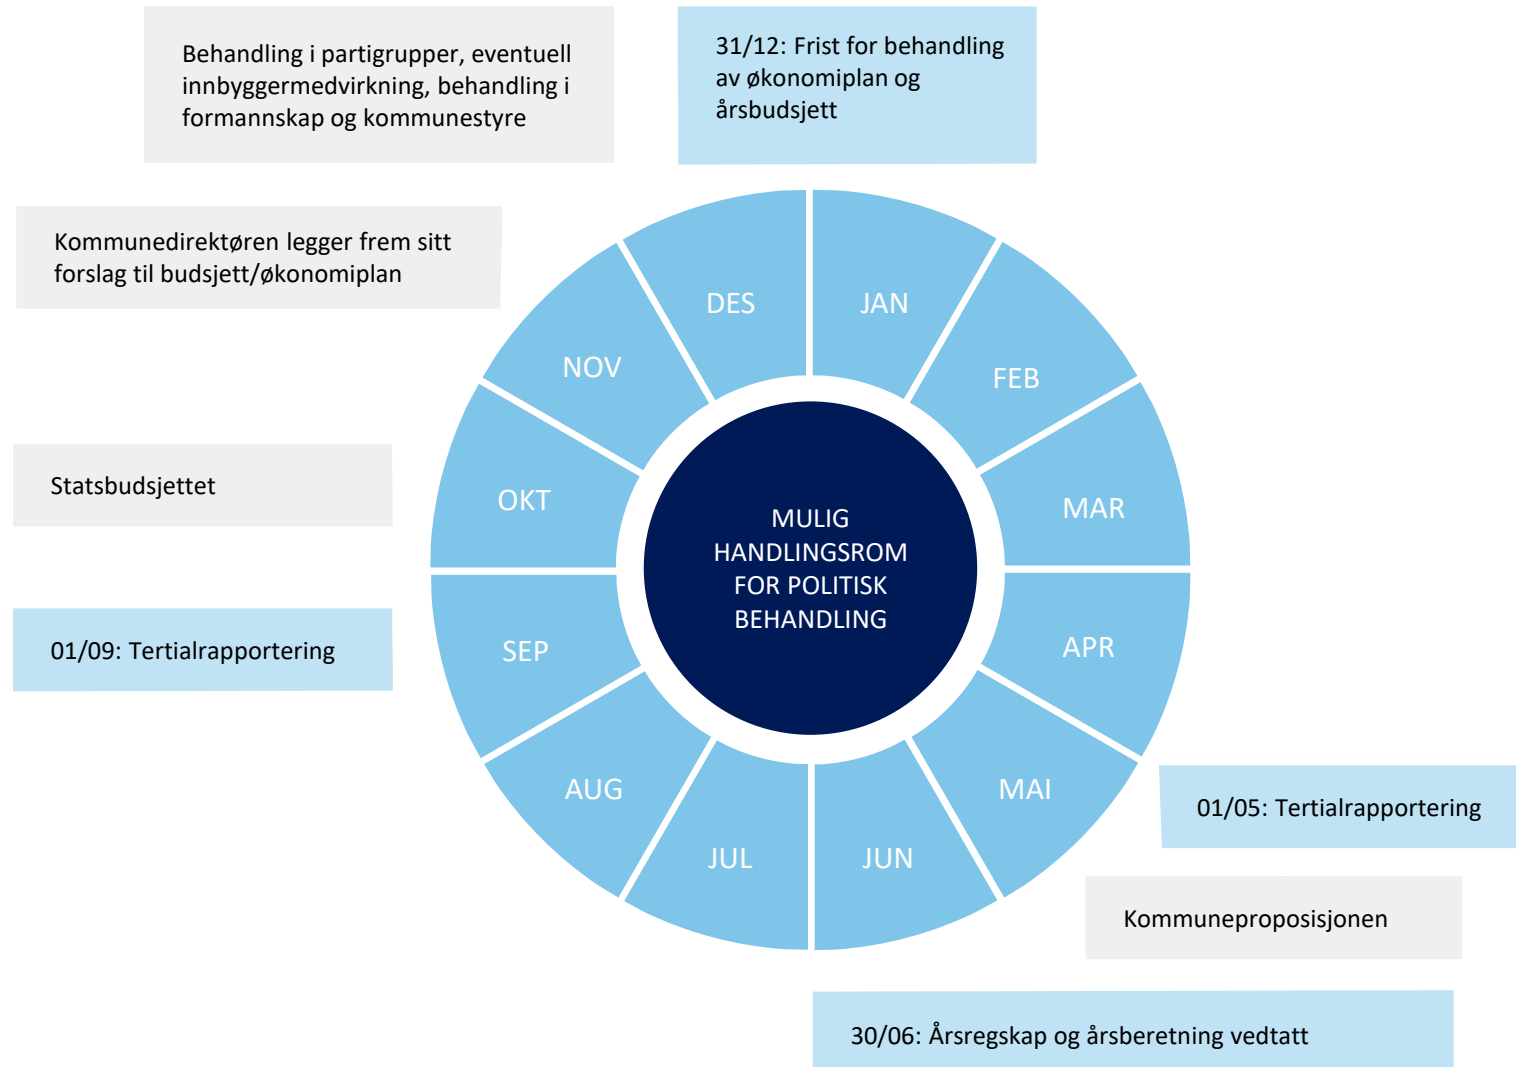 Behandling i partigrupper, eventuell
innbyggermedvirkning, behandling i
formannskap og kommunestyre
31/12: Frist for behandling
av økonomiplan og
årsbudsjett
Kommunedirektøren legger frem sitt
forslag til budsjett/økonomiplan
Statsbudsjettet
01/09: Tertialrapportering
DES
JAN
NOV
FEB
OKT
MAR
MULIG
HANDLINGSROM
FOR POLITISK
BEHANDLING
SEP
APR
AUG
MAI
JUL
JUN
01/05: Tertialrapportering
Kommuneproposisjonen
30/06: Årsregskap og årsberetning vedtatt